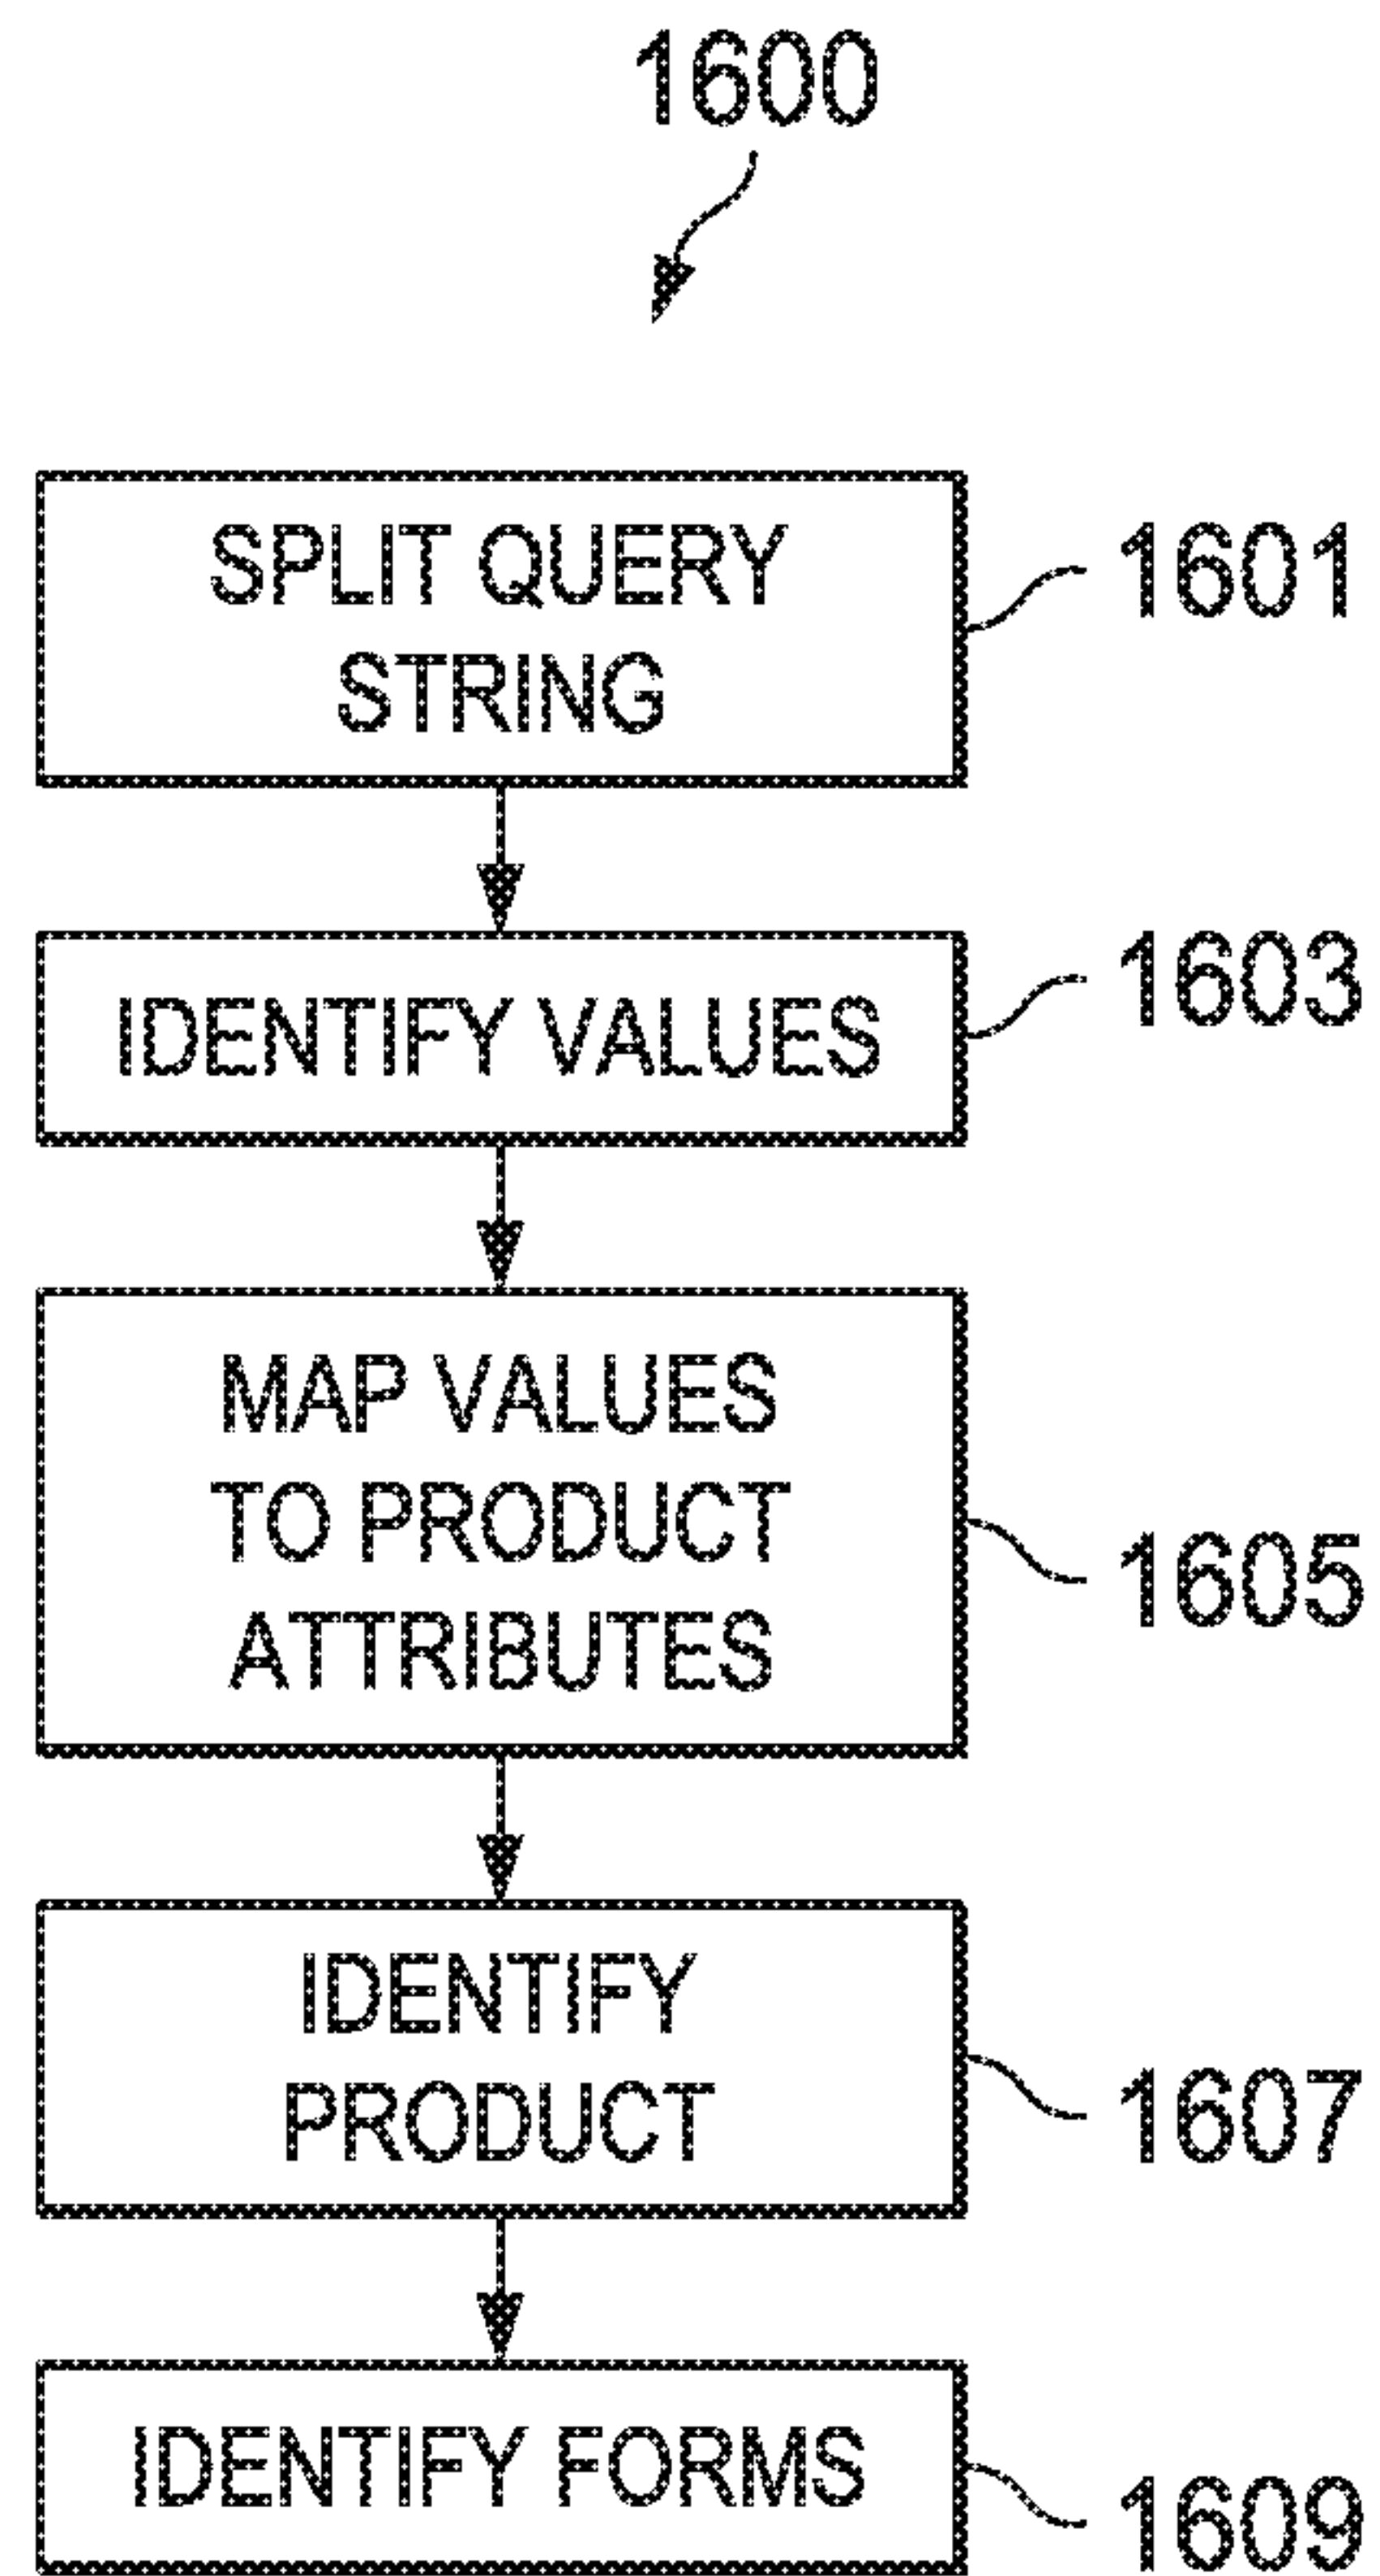 1600
SPLIT QUERY
STRING
1601
IDENTIFY VALUES
1603
MAP VALUES
TO PRODUCT
ATTRIBUTES
1605
IDENTIFY
PRODUCT
1607
IDENTIFY FORMS
1609